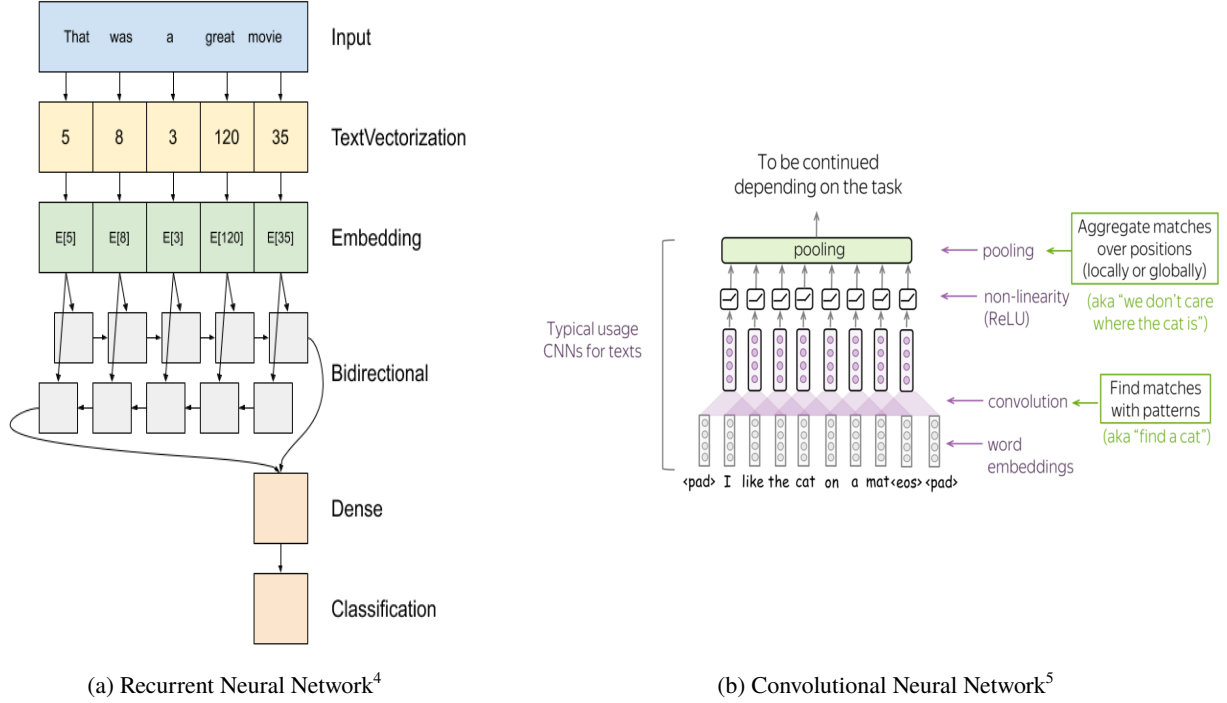 That was a great movie
Input
5 8 3 120 35
TextVectorization
E[5] E[8] E[3] E[120] E[35]
Embedding
Bidirectional
Dense
Classification
(a) Recurrent Neural Network4
To be continued
depending on the task
pooling
pooling
Aggregate matches
over positions
(locally or globally)
(aka “we don’t care
where the cat is”)
non-linearity
(ReLU)
Typical usage
CNNs for texts
convolution
Find matches
with patterns
(aka “find a cat”)
word
embeddings
<pad> I like the cat on a mat <eos> <pad>
(b) Convolutional Neural Network5